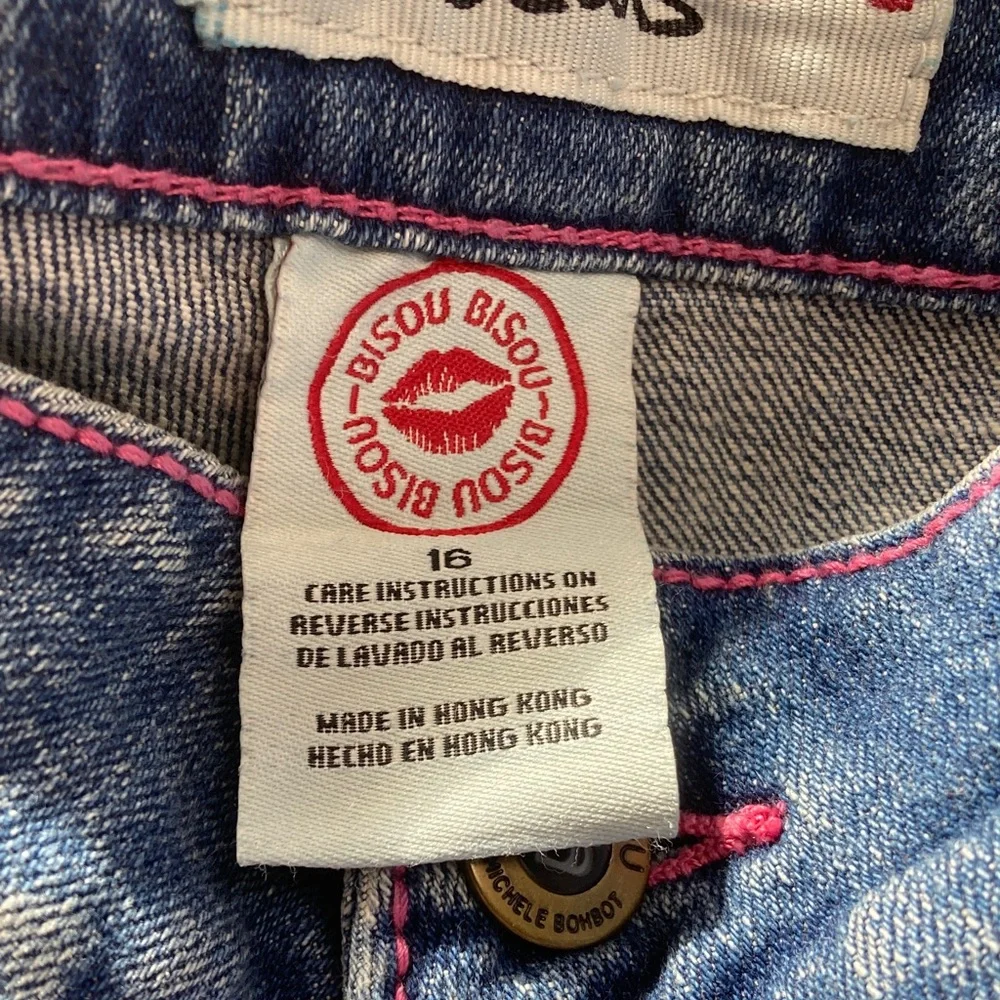 Jeans
BISOU BISOU-BISOU BISOU-
16
CARE INSTRUCTIONS ON
REVERSE INSTRUCCIONES
DE LAVADO AL REVERSO
MADE IN HONG KONG
HECHO EN HONG KONG
MICHELE BOHBOT